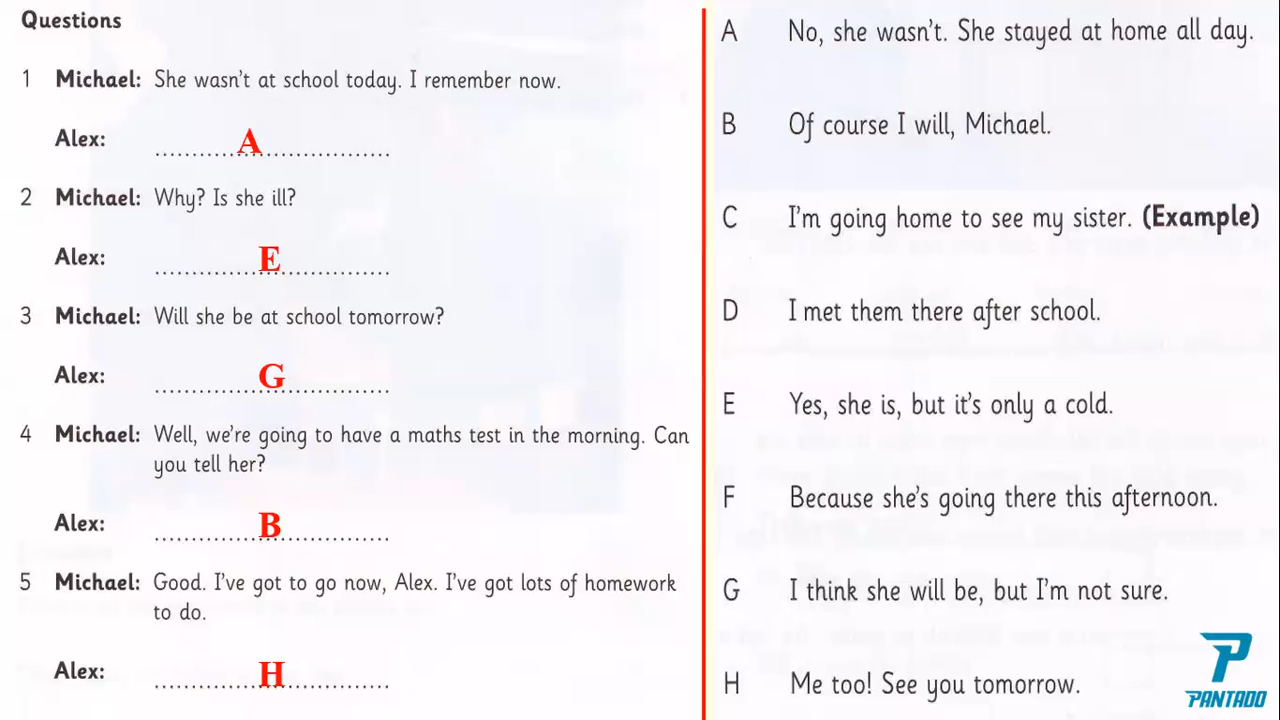 Questions
1 Michael: She wasn't at school today. I remember now.
Alex: A
2 Michael: Why? Is she ill?
Alex: E
3 Michael: Will she be at school tomorrow?
Alex: G
4 Michael: Well, we're going to have a maths test in the morning. Can
you tell her?
Alex: B
5 Michael: Good. I've got to go now, Alex. I've got lots of homework
to do.
Alex: H
A No, she wasn't. She stayed at home all day.
B Of course I will, Michael.
C I'm going home to see my sister. (Example)
D I met them there after school.
E Yes, she is, but it's only a cold.
F Because she's going there this afternoon.
G I think she will be, but I'm not sure.
H Me too! See you tomorrow.
PANTADO